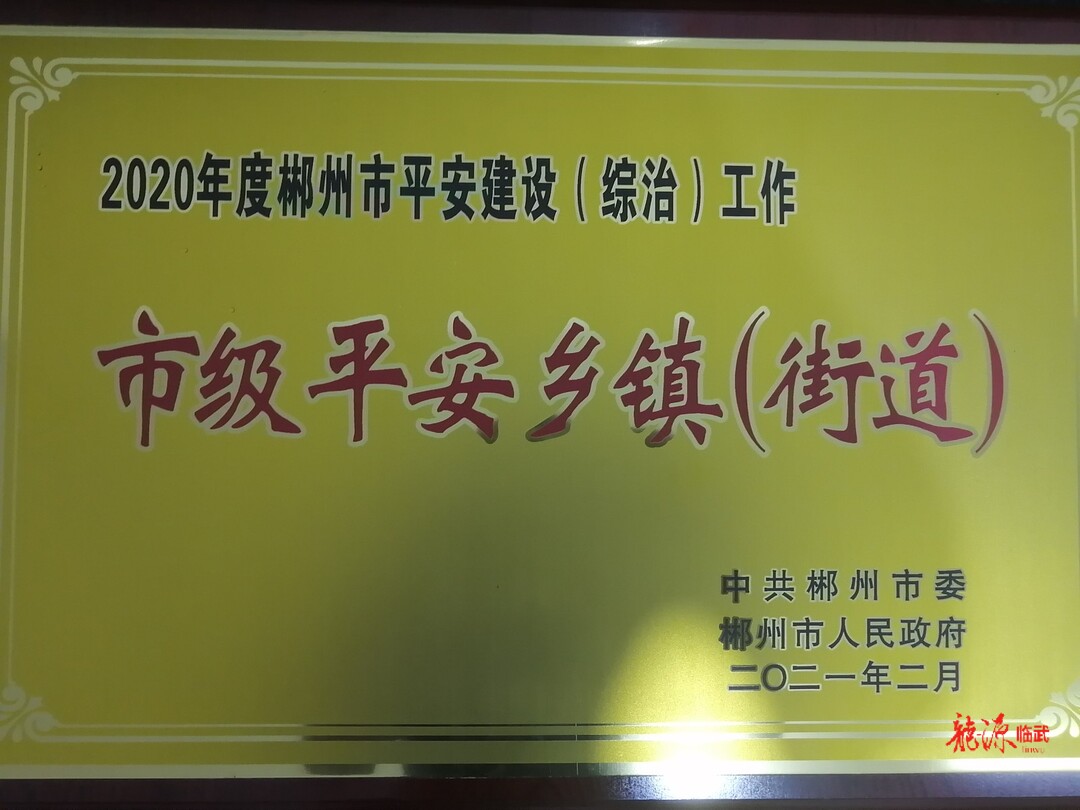 2020年度郴州市平安建设（综治）工作
市级平安乡镇（街道）
中共郴州市委
郴州市人民政府
二〇二一年二月
龙源临武